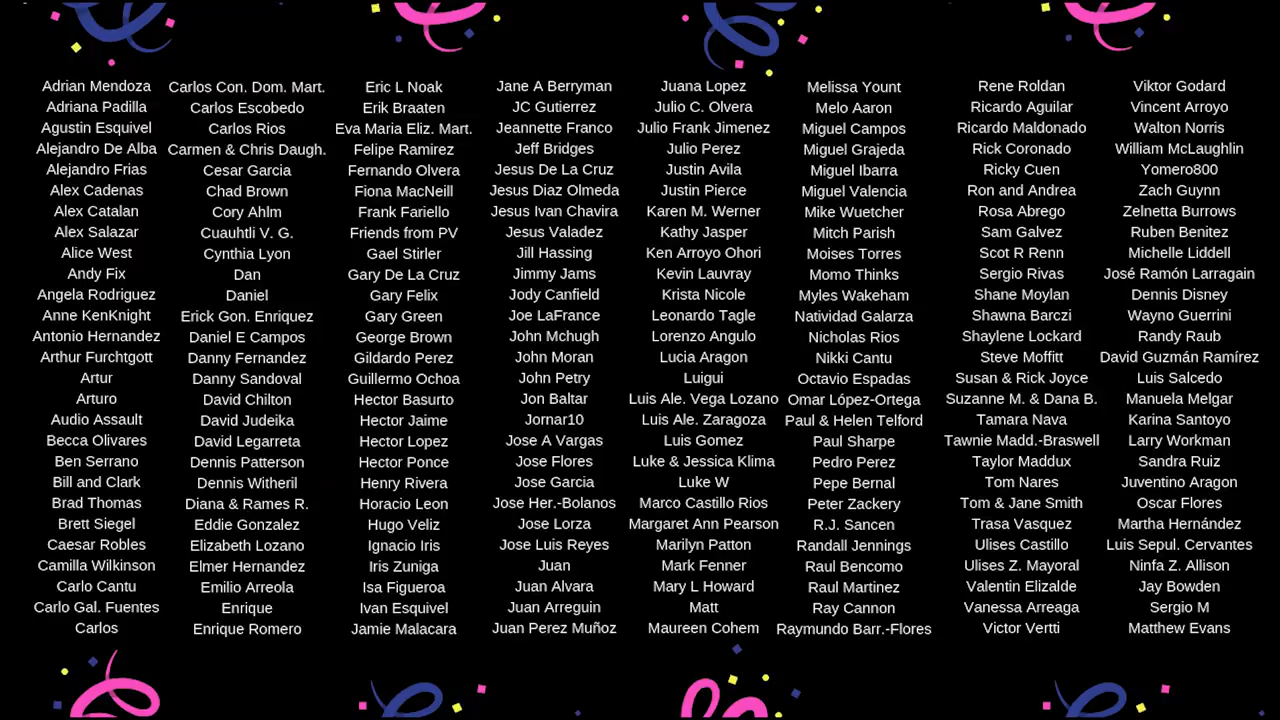 Adrian Mendoza
Adriana Padilla
Agustin Esquivel
Alejandro De Alba
Alejandro Frias
Alex Cadenas
Alex Catalan
Alex Salazar
Alice West
Andy Fix
Angela Rodriguez
Anne KenKnight
Antonio Hernandez
Arthur Furchtgott
Artur
Arturo
Audio Assault
Becca Olivares
Ben Serrano
Bill and Clark
Brad Thomas
Brett Siegel
Caesar Robles
Camilla Wilkinson
Carlo Cantu
Carlo Gal. Fuentes
Carlos
Carlos Con. Dom. Mart.
Carlos Escobedo
Carlos Rios
Carmen & Chris Daugh.
Cesar Garcia
Chad Brown
Cory Ahlm
Cuauhtli V. G.
Cynthia Lyon
Dan
Daniel
Erick Gon. Enriquez
Daniel E Campos
Danny Fernandez
Danny Sandoval
David Chilton
David Judeika
David Legarreta
Dennis Patterson
Dennis Witheril
Diana & Rames R.
Eddie Gonzalez
Elizabeth Lozano
Elmer Hernandez
Emilio Arreola
Enrique
Enrique Romero
Eric L Noak
Erik Braaten
Eva Maria Eliz. Mart.
Felipe Ramirez
Fernando Olvera
Fiona MacNeill
Frank Fariello
Friends from PV
Gael Stirler
Gary De La Cruz
Gary Felix
Gary Green
George Brown
Gildardo Perez
Guillermo Ochoa
Hector Basurto
Hector Jaime
Hector Lopez
Hector Ponce
Henry Rivera
Horacio Leon
Hugo Veliz
Ignacio Iris
Iris Zuniga
Isa Figueroa
Ivan Esquivel
Jamie Malacara
Jane A Berryman
JC Gutierrez
Jeannette Franco
Jeff Bridges
Jesus De La Cruz
Jesus Diaz Olmeda
Jesus Ivan Chavira
Jesus Valadez
Jill Hassing
Jimmy Jams
Jody Canfield
Joe LaFrance
John Mchugh
John Moran
John Petry
Jon Baltar
Jornar10
Jose A Vargas
Jose Flores
Jose Garcia
Jose Her.-Bolanos
Jose Lorza
Jose Luis Reyes
Juan
Juan Alvara
Juan Arreguin
Juan Perez Muñoz
Juana Lopez
Julio C. Olvera
Julio Frank Jimenez
Julio Perez
Justin Avila
Justin Pierce
Karen M. Werner
Kathy Jasper
Ken Arroyo Ohori
Kevin Lauvray
Krista Nicole
Leonardo Tagle
Lorenzo Angulo
Lucia Aragon
Luigui
Luis Ale. Vega Lozano
Luis Ale. Zaragoza
Luis Gomez
Luke & Jessica Klima
Luke W
Marco Castillo Rios
Margaret Ann Pearson
Marilyn Patton
Mark Fenner
Mary L Howard
Matt
Maureen Cohem
Melissa Yount
Melo Aaron
Miguel Campos
Miguel Grajeda
Miguel Ibarra
Miguel Valencia
Mike Wuetcher
Mitch Parish
Moises Torres
Momo Thinks
Myles Wakeham
Natividad Galarza
Nicholas Rios
Nikki Cantu
Octavio Espadas
Omar López-Ortega
Paul & Helen Telford
Paul Sharpe
Pedro Perez
Pepe Bernal
Peter Zackery
R.J. Sancen
Randall Jennings
Raul Bencomo
Raul Martinez
Ray Cannon
Raymundo Barr.-Flores
Rene Roldan
Ricardo Aguilar
Ricardo Maldonado
Rick Coronado
Ricky Cuen
Ron and Andrea
Rosa Abrego
Sam Galvez
Scot R Renn
Sergio Rivas
Shane Moylan
Shawna Barczi
Shaylene Lockard
Steve Moffitt
Susan & Rick Joyce
Suzanne M. & Dana B.
Tamara Nava
Tawnie Madd.-Braswell
Taylor Maddux
Tom Nares
Tom & Jane Smith
Trasa Vasquez
Ulises Castillo
Ulises Z. Mayoral
Valentin Elizalde
Vanessa Arreaga
Victor Vertti
Viktor Godard
Vincent Arroyo
Walton Norris
William McLaughlin
Yomero800
Zach Guynn
Zelnetta Burrows
Ruben Benitez
Michelle Liddell
José Ramón Larragain
Dennis Disney
Wayno Guerrini
Randy Raub
David Guzmán Ramírez
Luis Salcedo
Manuela Melgar
Karina Santoyo
Larry Workman
Sandra Ruiz
Juventino Aragon
Oscar Flores
Martha Hernández
Luis Sepul. Cervantes
Ninfa Z. Allison
Jay Bowden
Sergio M
Matthew Evans